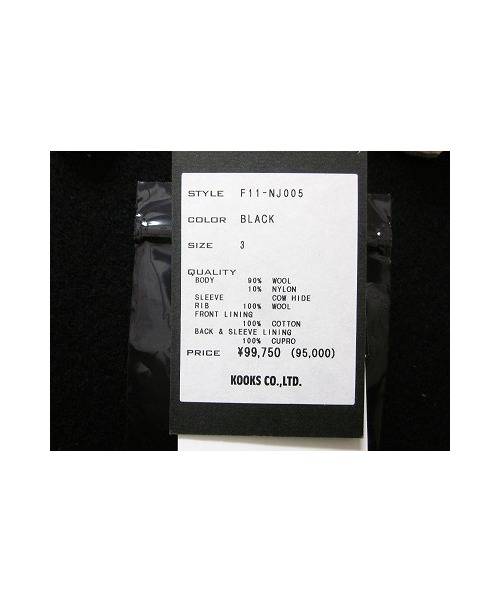 STYLE F11-NJ005
COLOR BLACK
SIZE 3
QUALITY
BODY 90% WOOL
10% NYLON
SLEEVE COW HIDE
RIB 100% WOOL
FRONT LINING
100% COTTON
BACK & SLEEVE LINING
100% CUPRO
PRICE ¥99,750 (95,000)
KOOKS CO.,LTD.